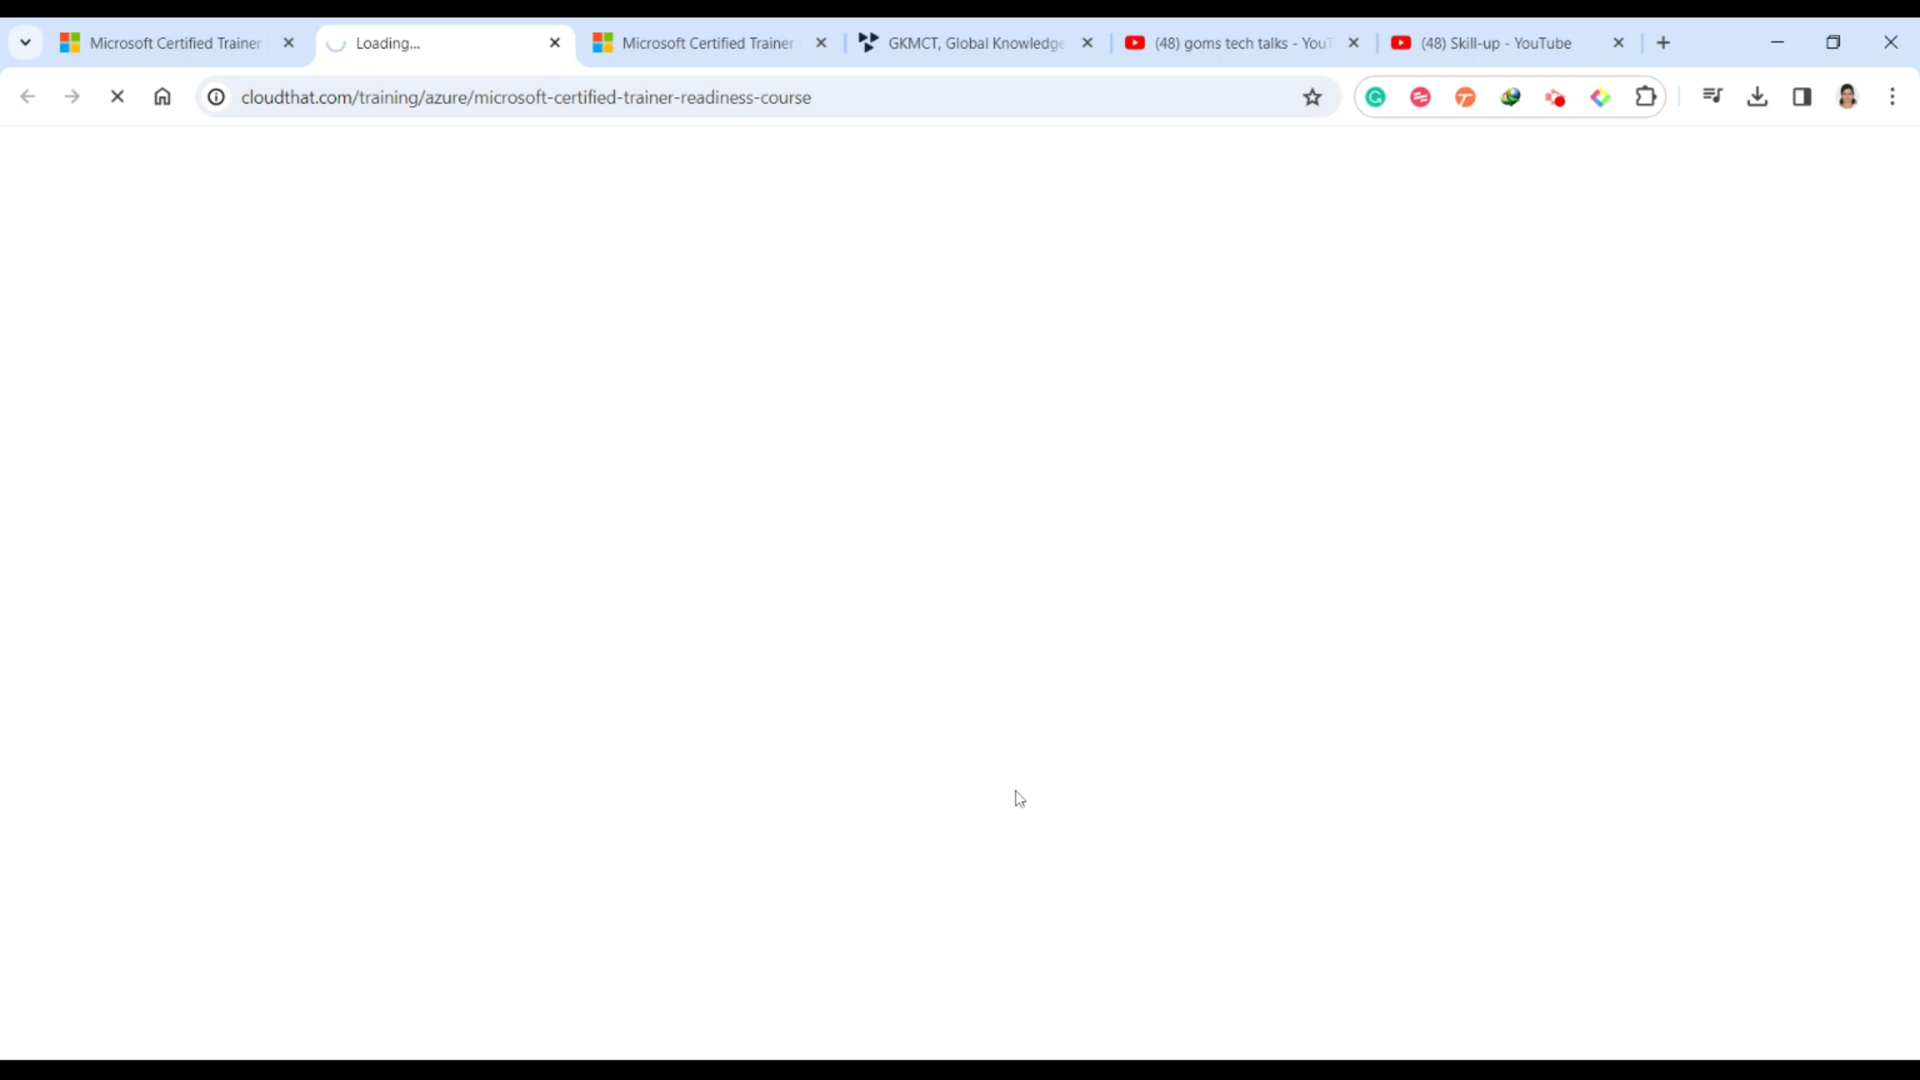 Microsoft Certified Trainer
Loading...
Microsoft Certified Trainer
GKMCT, Global Knowledge
(48) goms tech talks - YouT
(48) Skill-up - YouTube
cloudthat.com/training/azure/microsoft-certified-trainer-readiness-course